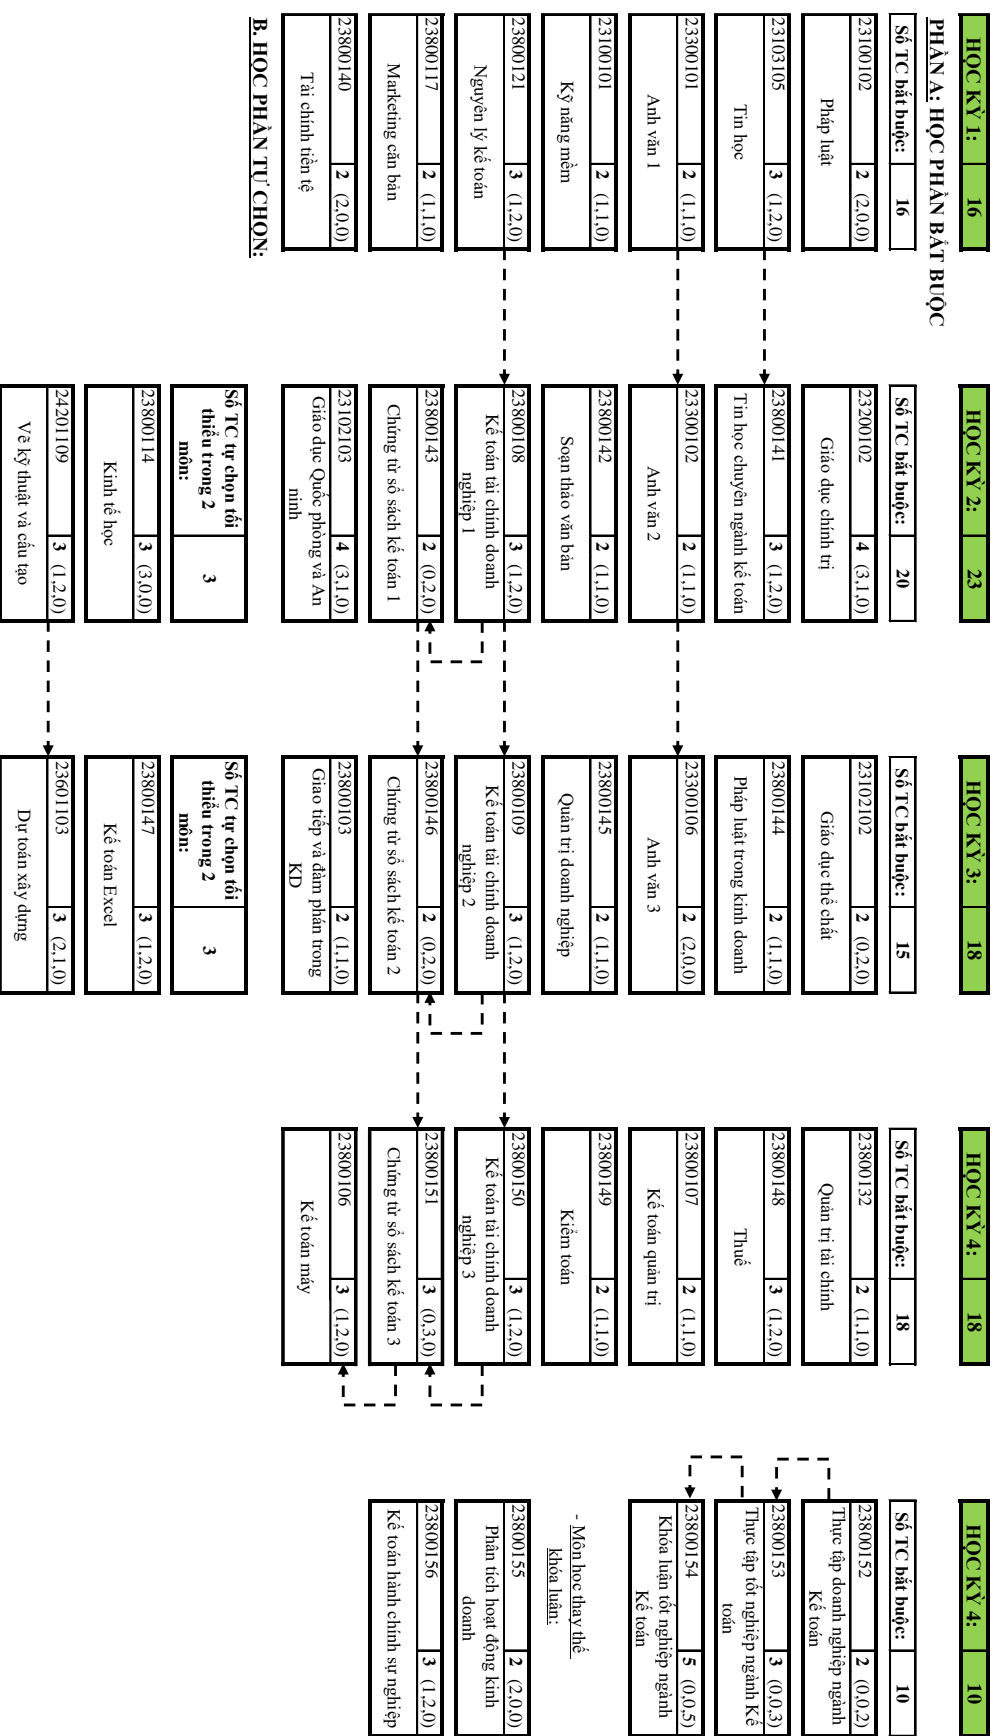 HỌC KỲ 1: 16
PHẦN A: HỌC PHẦN BẮT BUỘC
Số TC bắt buộc: 16
23100102 2 (2,0,0)
Pháp luật
23103105 3 (1,2,0)
Tin học
23300101 2 (1,1,0)
Anh văn 1
23100101 2 (1,1,0)
Kỹ năng mềm
23800121 3 (1,2,0)
Nguyên lý kế toán
23800117 2 (1,1,0)
Marketing căn bản
23800140 2 (2,0,0)
Tài chính tiền tệ
B. HỌC PHẦN TỰ CHỌN:
HỌC KỲ 2: 23
Số TC bắt buộc: 20
23200102 4 (3,1,0)
Giáo dục chính trị
23800141 3 (1,2,0)
Tin học chuyên ngành kế toán
23300102 2 (1,1,0)
Anh văn 2
23800142 2 (1,1,0)
Soạn thảo văn bản
23800108 3 (1,2,0)
Kế toán tài chính doanh
nghiệp 1
23800143 2 (0,2,0)
Chứng từ sổ sách kế toán 1
23102103 4 (3,1,0)
Giáo dục Quốc phòng và An
ninh
Số TC tự chọn tối
thiểu trong 2
môn:
3
23800114 3 (3,0,0)
Kinh tế học
24201109 3 (1,2,0)
Vẽ kỹ thuật và cấu tạo
HỌC KỲ 3: 18
Số TC bắt buộc: 15
23102102 2 (0,2,0)
Giáo dục thể chất
23800144 2 (1,1,0)
Pháp luật trong kinh doanh
23300106 2 (2,0,0)
Anh văn 3
23800145 2 (1,1,0)
Quản trị doanh nghiệp
23800109 3 (1,2,0)
Kế toán tài chính doanh
nghiệp 2
23800146 2 (0,2,0)
Chứng từ sổ sách kế toán 2
23800103 2 (1,1,0)
Giao tiếp và đàm phán trong
KD
Số TC tự chọn tối
thiểu trong 2
môn:
3
23800147 3 (1,2,0)
Kế toán Excel
23601103 3 (2,1,0)
Dự toán xây dựng
HỌC KỲ 4: 18
Số TC bắt buộc: 18
23800132 2 (1,1,0)
Quản trị tài chính
23800148 3 (1,2,0)
Thuế
23800107 2 (1,1,0)
Kế toán quản trị
23800149 2 (1,1,0)
Kiểm toán
23800150 3 (1,2,0)
Kế toán tài chính doanh
nghiệp 3
23800151 3 (0,3,0)
Chứng từ sổ sách kế toán 3
23800106 3 (1,2,0)
Kế toán máy
HỌC KỲ 4: 10
Số TC bắt buộc: 10
23800152 2 (0,0,2)
Thực tập doanh nghiệp ngành
Kế toán
23800153 3 (0,0,3)
Thực tập tốt nghiệp ngành Kế
toán
23800154 5 (0,0,5)
Khóa luận tốt nghiệp ngành
Kế toán
- Môn học thay thế
khóa luận:
23800155 2 (2,0,0)
Phân tích hoạt động kinh
doanh
23800156 3 (1,2,0)
Kế toán hành chính sự nghiệp